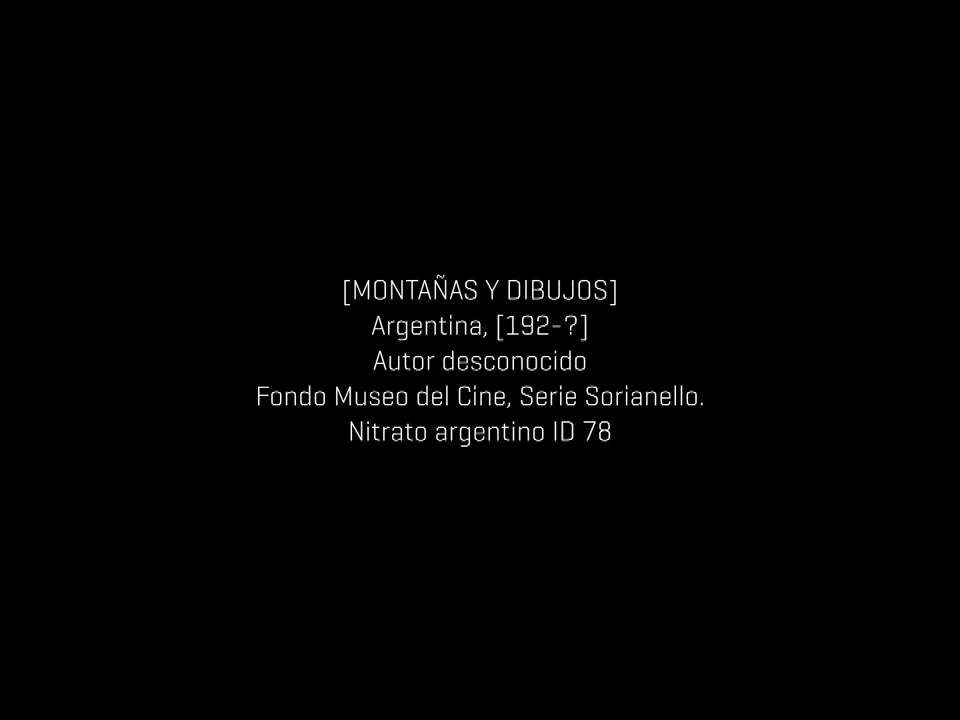 [MONTAÑAS Y DIBUJOS]
Argentina, [192-?]
Autor desconocido
Fondo Museo del Cine, Serie Sorianello.
Nitrato argentino ID 78